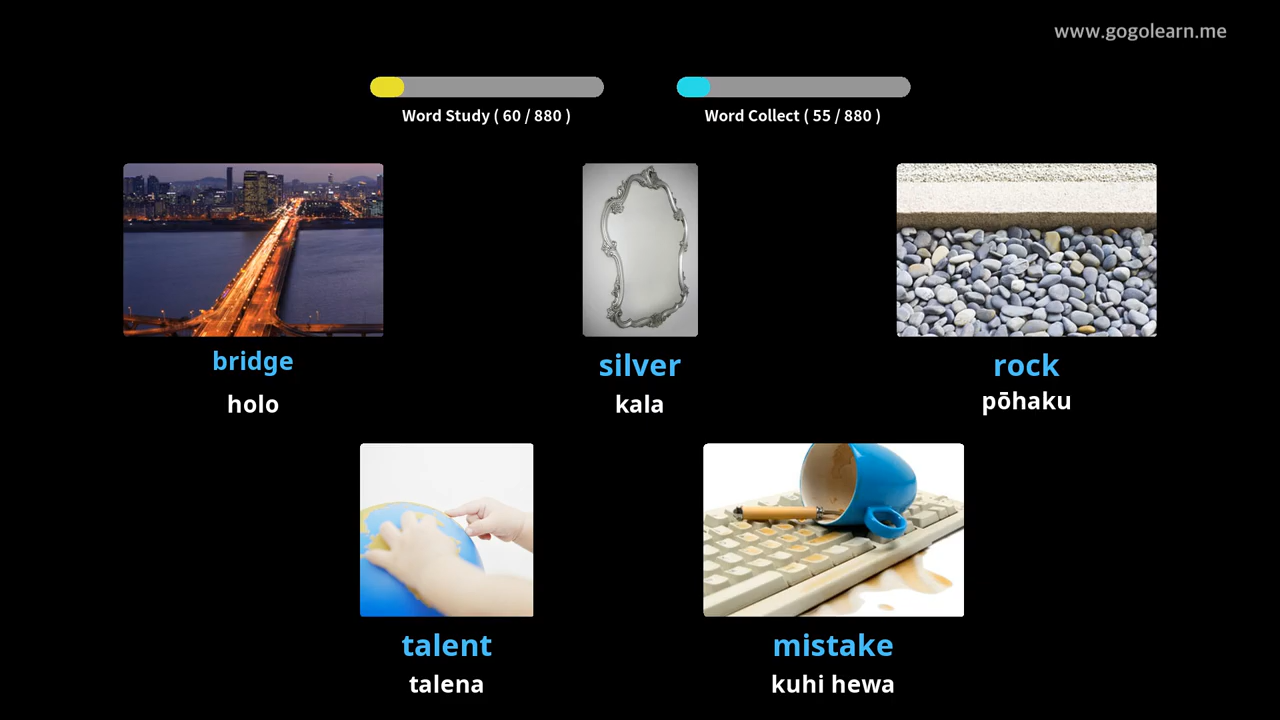 www.gogolearn.me
Word Study ( 60 / 880 )
Word Collect ( 55 / 880 )
bridge
holo
silver
kala
rock
pōhaku
talent
talena
mistake
kuhi hewa